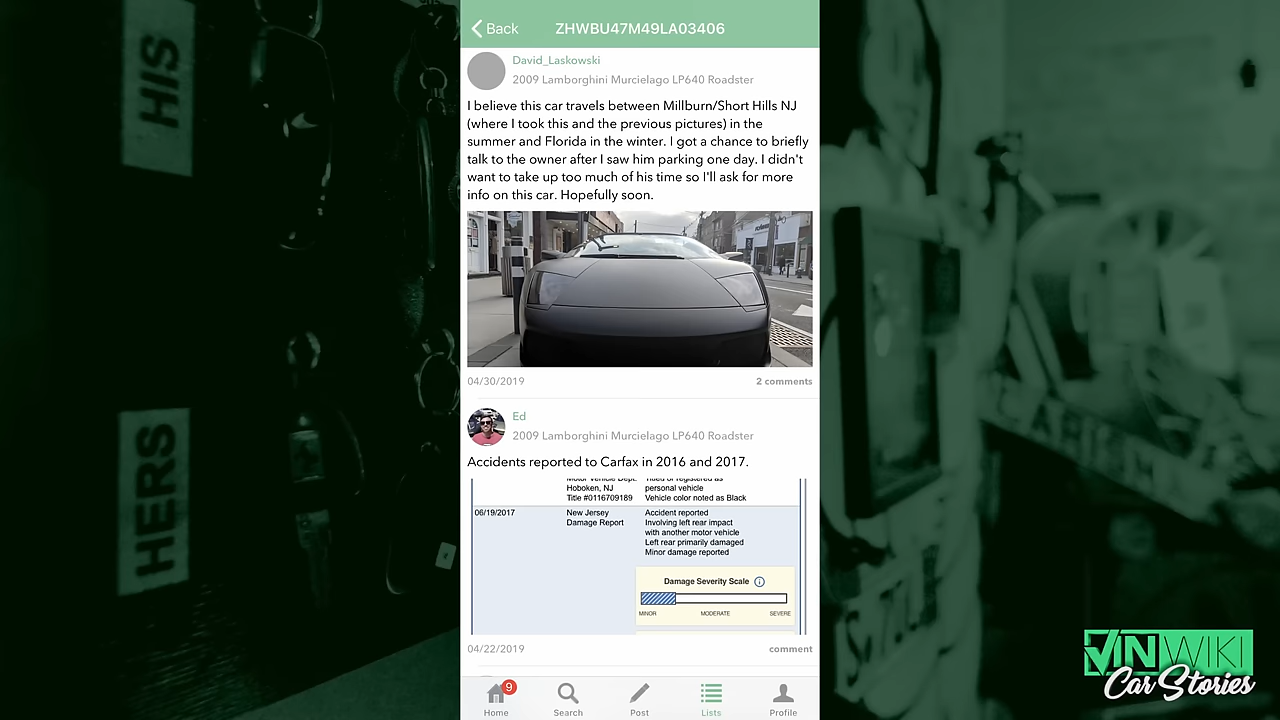 HIS
HERS
Back
ZHWBU47M49LA03406
David_Laskowski
2009 Lamborghini Murcielago LP640 Roadster
I believe this car travels between Millburn/Short Hills NJ
(where I took this and the previous pictures) in the
summer and Florida in the winter. I got a chance to briefly
talk to the owner after I saw him parking one day. I didn't
want to take up too much of his time so I'll ask for more
info on this car. Hopefully soon.
04/30/2019
2 comments
Ed
2009 Lamborghini Murcielago LP640 Roadster
Accidents reported to Carfax in 2016 and 2017.
Motor Vehicle Dept.
Hoboken, NJ
Title #0116709189
Titled or registered as
personal vehicle
Vehicle color noted as Black
06/19/2017
New Jersey
Damage Report
Accident reported
Involving left rear impact
with another motor vehicle
Left rear primarily damaged
Minor damage reported
Damage Severity Scale
MINOR
MODERATE
SEVERE
04/22/2019
comment
9
Home
Search
Post
Lists
Profile
VINWIKI
Car Stories